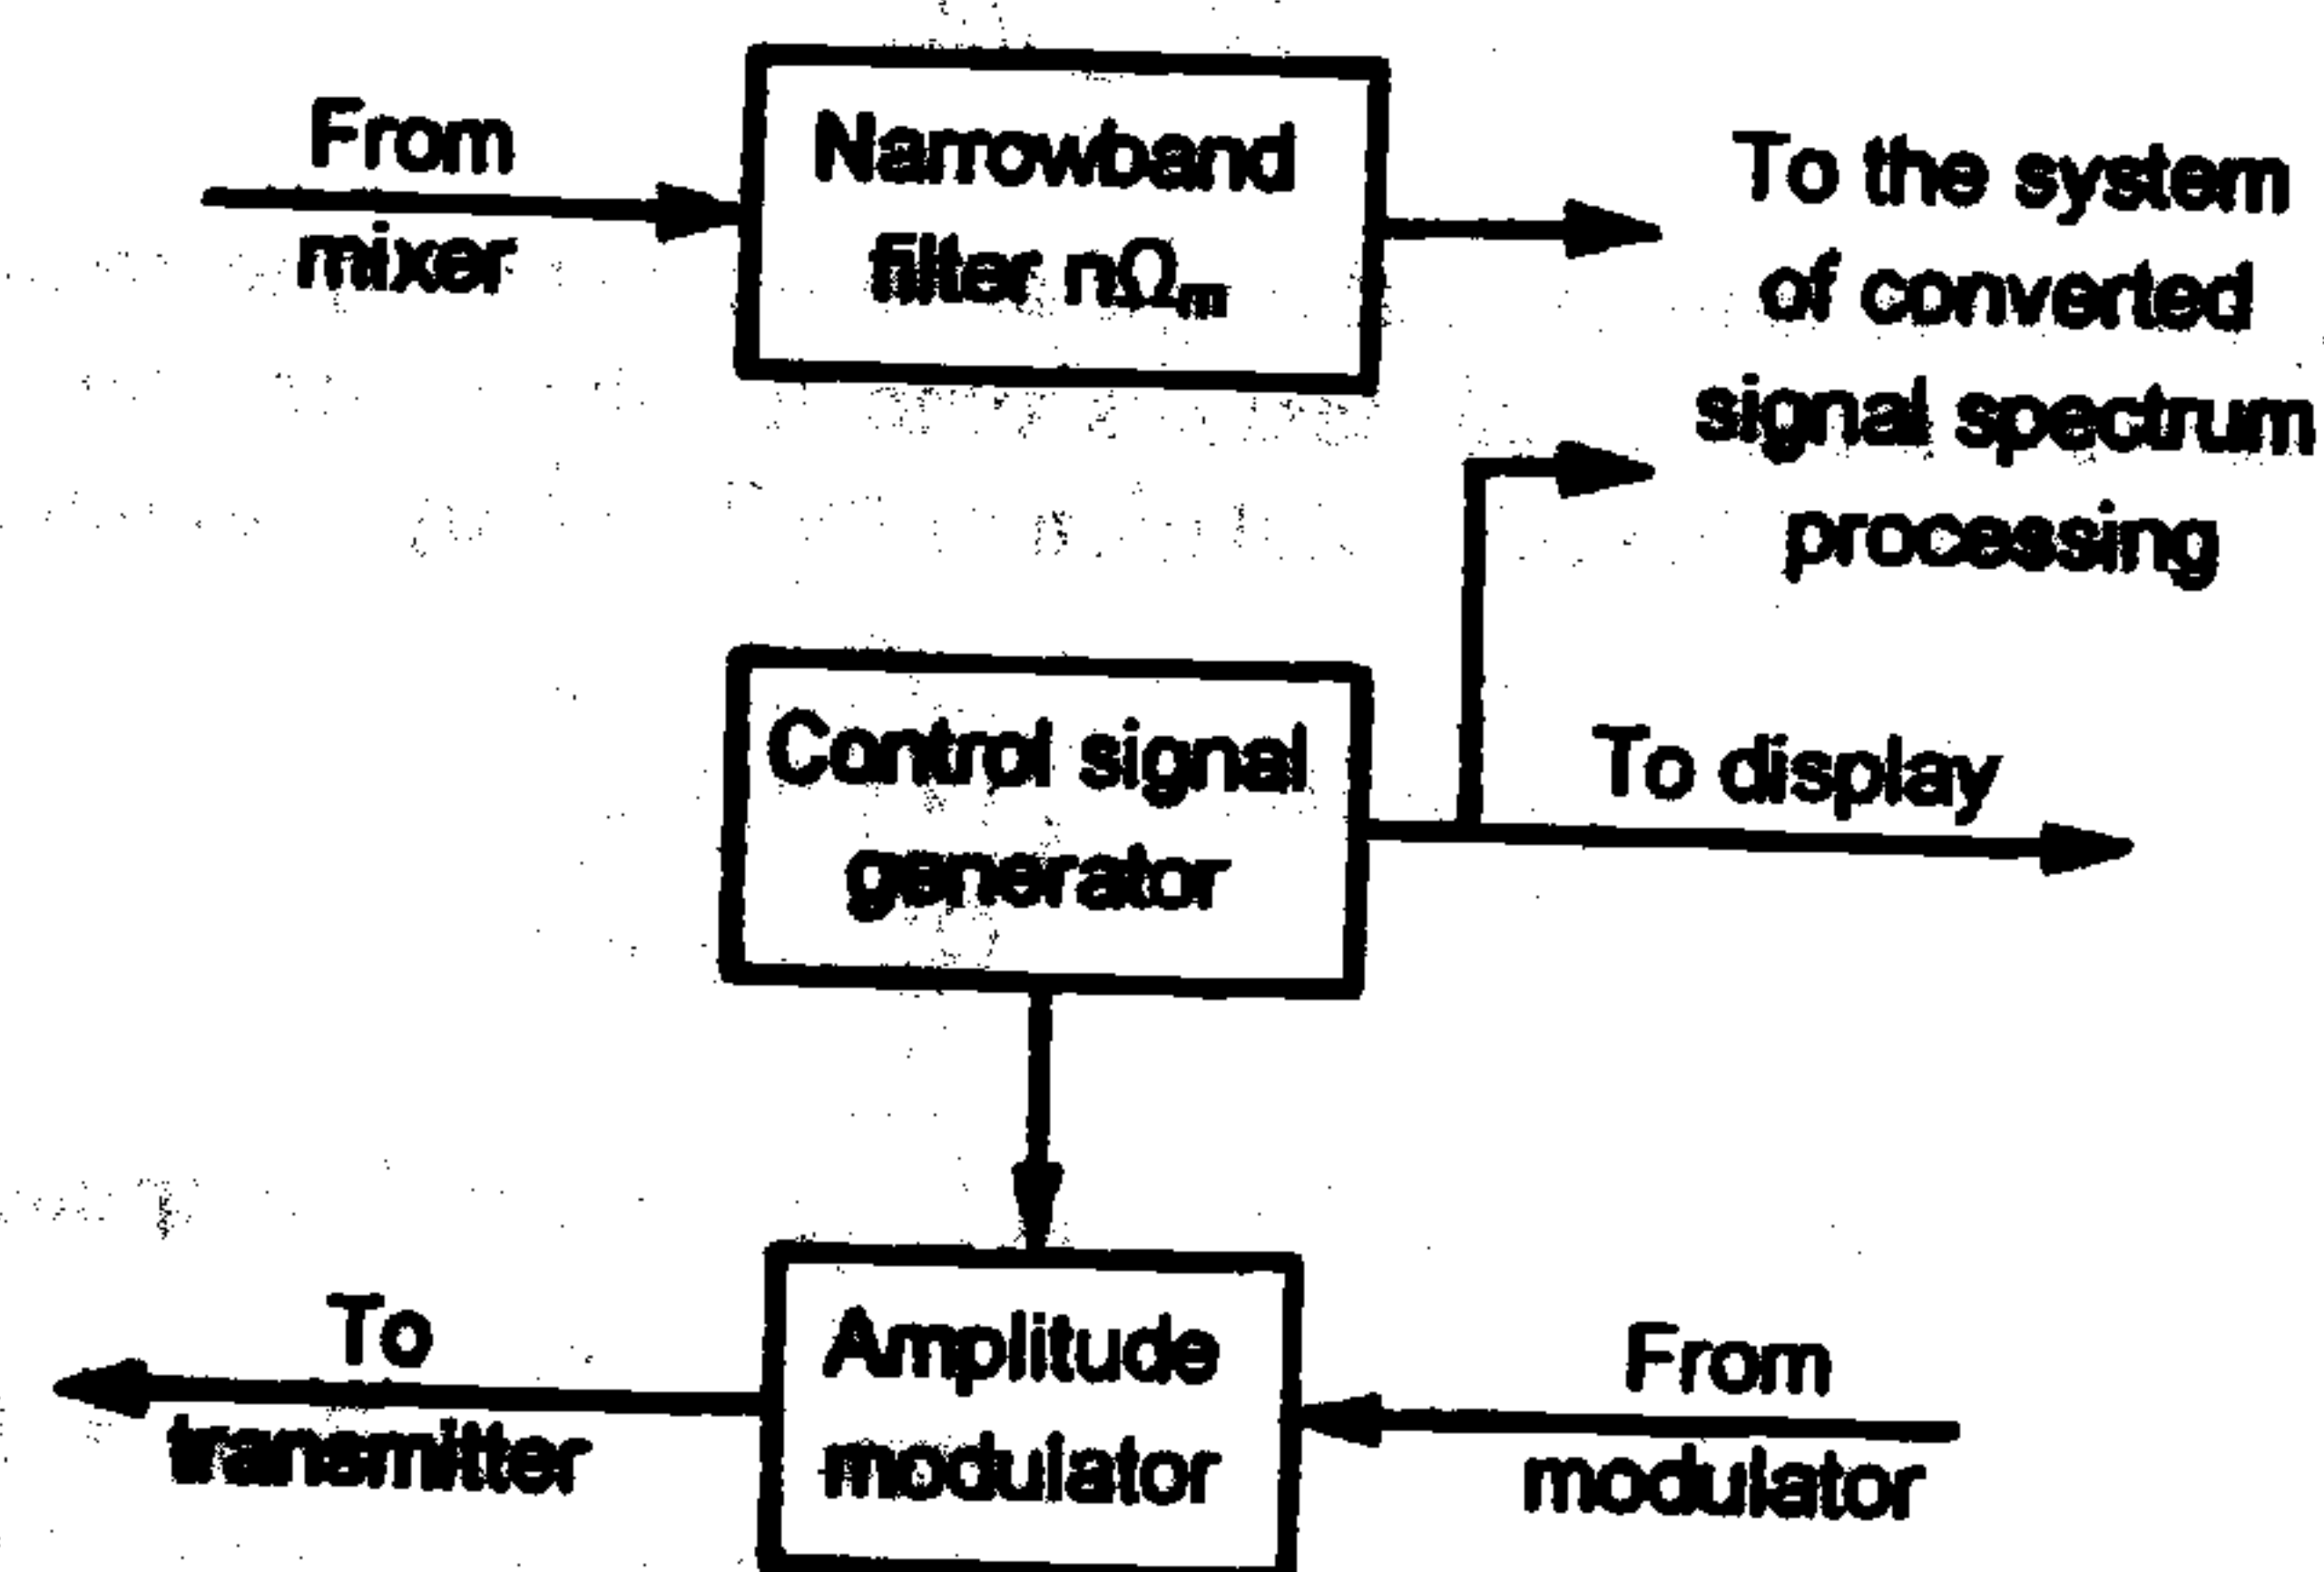 From
mixer
Narrowband
filter nΩm
To the system
of converted
signal spectrum
processing
Control signal
generator
To display
To
transmitter
Amplitude
modulator
From
modulator